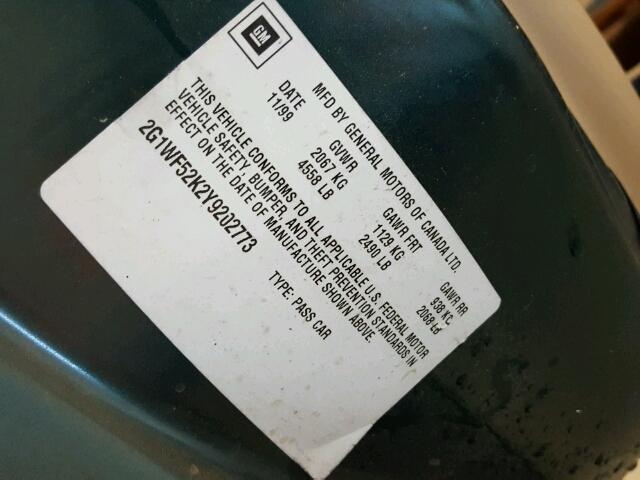 GM
MFD BY GENERAL MOTORS OF CANADA LTD.
DATE GVWR GAWR FRT GAWR RR
11/99 2067 KG 1129 KG 938 KG
4558 LB 2490 LB 2068 LB
THIS VEHICLE CONFORMS TO ALL APPLICABLE U.S. FEDERAL MOTOR
VEHICLE SAFETY, BUMPER, AND THEFT PREVENTION STANDARDS IN
EFFECT ON THE DATE OF MANUFACTURE SHOWN ABOVE.
2G1WF52K2Y9202773 TYPE: PASS CAR